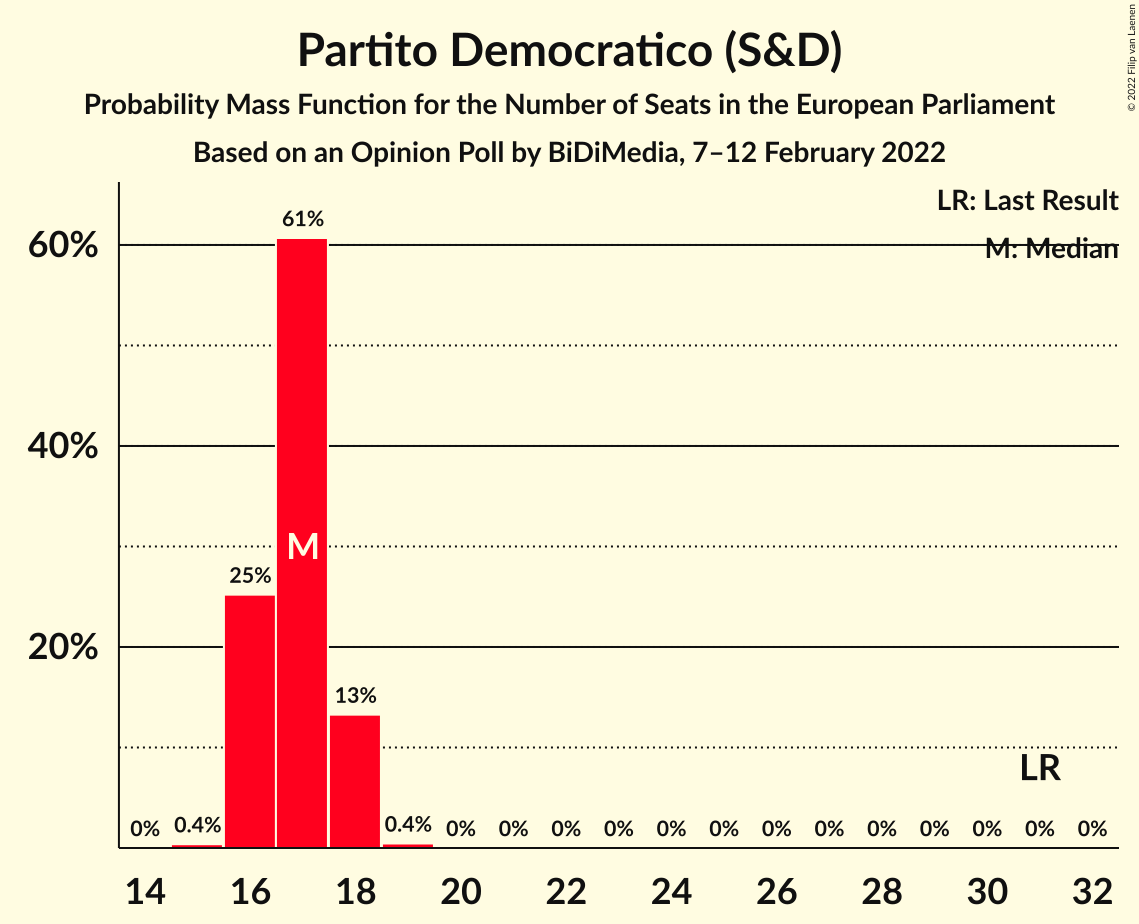 Partito Democratico (S&D)
Probability Mass Function for the Number of Seats in the European Parliament
Based on an Opinion Poll by BiDiMedia, 7–12 February 2022
© 2022 Filip van Laenen
LR: Last Result
M: Median
60%
40%
20%
0%
0.4%
25%
61%
M
13%
0.4%
0%
0%
0%
0%
0%
0%
0%
0%
0%
0%
0%
0%
0%
LR
14 16 18 20 22 24 26 28 30 32